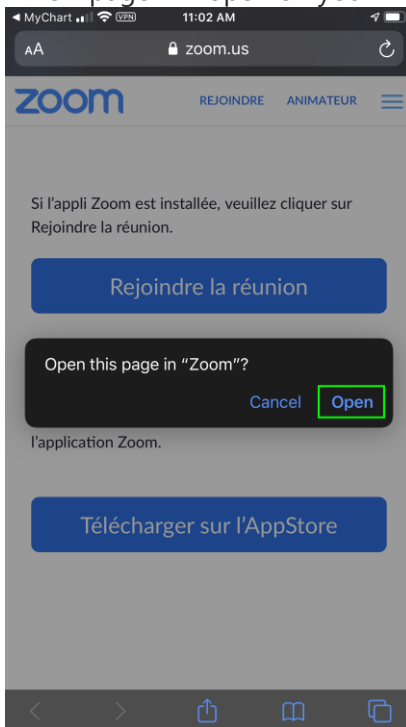 MyChart VPN 11:02 AM
AA zoom.us
zoom REJOINDRE ANIMATEUR
Si l'appli Zoom est installée, veuillez cliquer sur
Rejoindre la réunion.
Rejoindre la réunion
Open this page in “Zoom”?
Cancel Open
l'application Zoom.
Télécharger sur l'AppStore